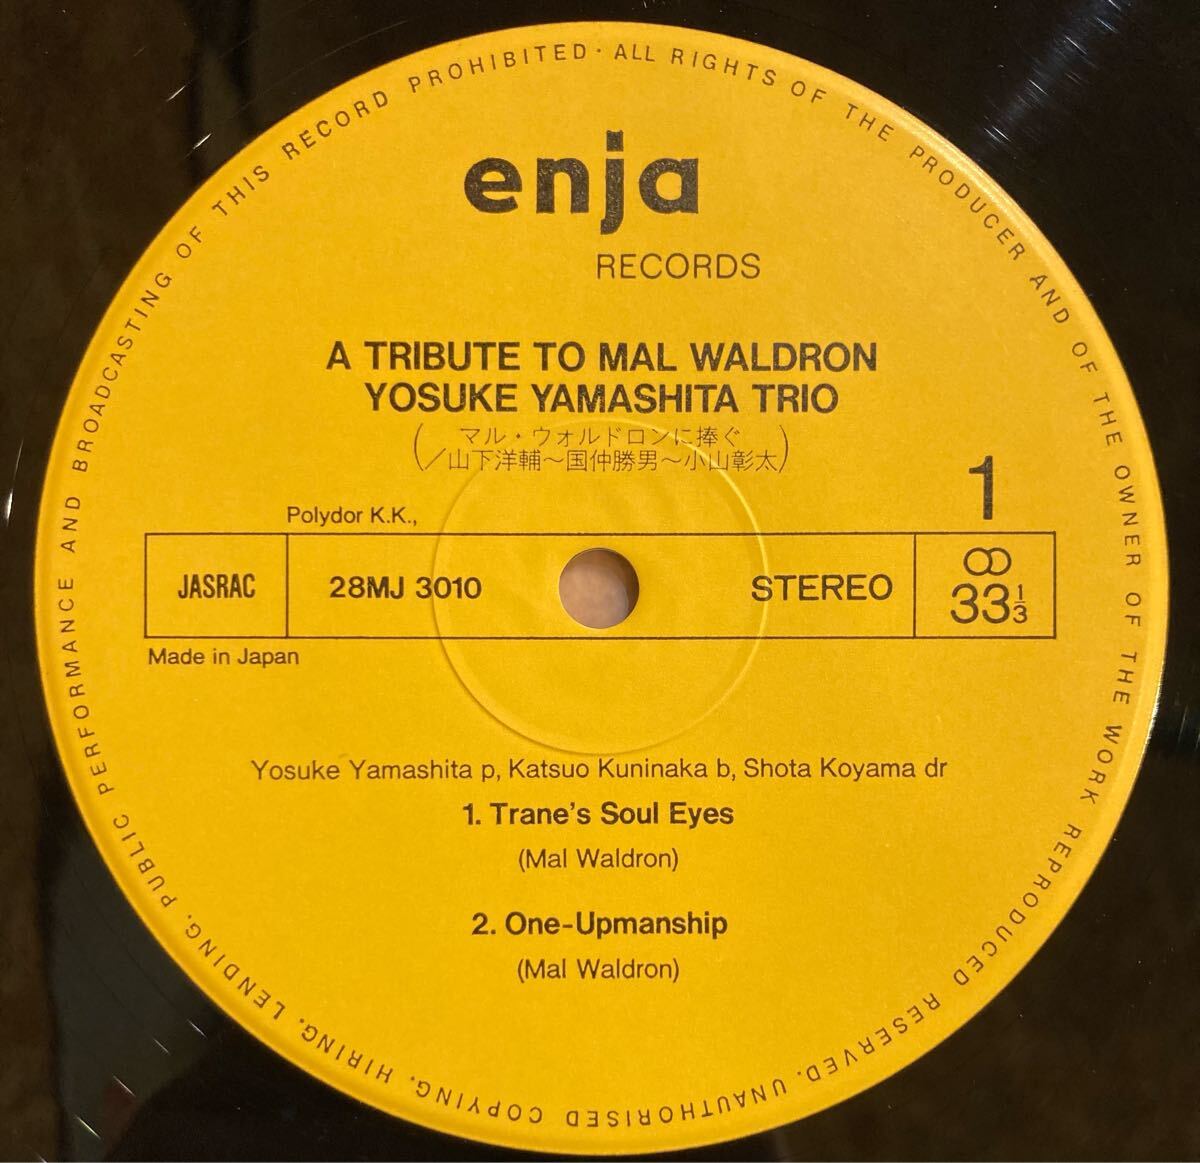 ALL RIGHTS OF THE PRODUCER AND OF THE OWNER OF THE WORK REPRODUCED RESERVED. UNAUTHORISED COPYING, HIRING, LENDING, PUBLIC PERFORMANCE AND BROADCASTING OF THIS RECORD PROHIBITED ·
enja
RECORDS
A TRIBUTE TO MAL WALDRON
YOSUKE YAMASHITA TRIO
(マル・ウォルドロンに捧ぐ
／山下洋輔～国仲勝男～小山彰太)
1
Polydor K.K.,
JASRAC 28MJ 3010 STEREO
33⅓
Made in Japan
Yosuke Yamashita p, Katsuo Kuninaka b, Shota Koyama dr
1. Trane's Soul Eyes
(Mal Waldron)
2. One-Upmanship
(Mal Waldron)